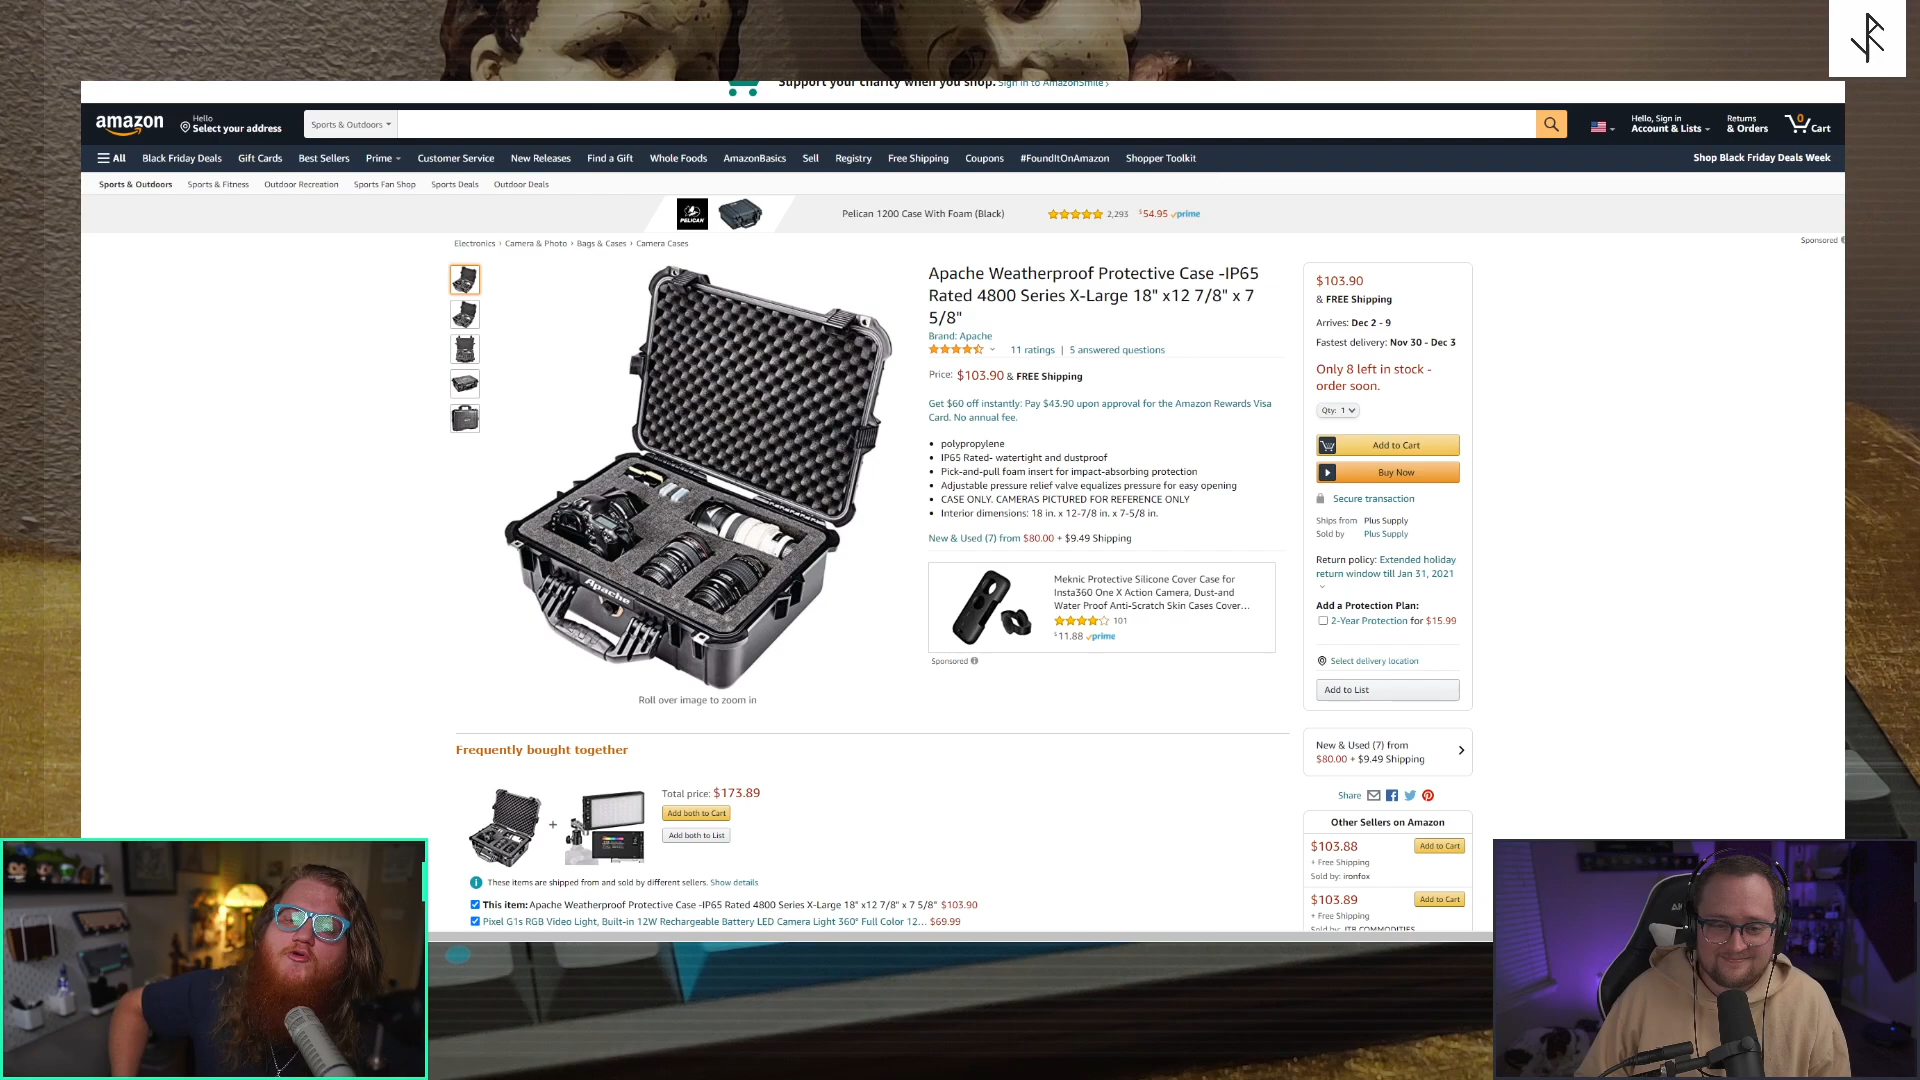 Support your charity when you shop. Sign in to AmazonSmile ›
amazon
Hello
Select your address
Sports & Outdoors
Hello, Sign in
Account & Lists
Returns
& Orders
0
Cart
All
Black Friday Deals
Gift Cards
Best Sellers
Prime
Customer Service
New Releases
Find a Gift
Whole Foods
AmazonBasics
Sell
Registry
Free Shipping
Coupons
#FoundItOnAmazon
Shopper Toolkit
Shop Black Friday Deals Week
Sports & Outdoors
Sports & Fitness
Outdoor Recreation
Sports Fan Shop
Sports Deals
Outdoor Deals
PELICAN
Pelican 1200 Case With Foam (Black)
2,293
$54.95 prime
Sponsored
Electronics › Camera & Photo › Bags & Cases › Camera Cases
Apache
Roll over image to zoom in
Apache Weatherproof Protective Case -IP65
Rated 4800 Series X-Large 18" x12 7/8" x 7
5/8"
Brand: Apache
11 ratings | 5 answered questions
Price: $103.90 & FREE Shipping
Get $60 off instantly: Pay $43.90 upon approval for the Amazon Rewards Visa
Card. No annual fee.
• polypropylene
• IP65 Rated- watertight and dustproof
• Pick-and-pull foam insert for impact-absorbing protection
• Adjustable pressure relief valve equalizes pressure for easy opening
• CASE ONLY. CAMERAS PICTURED FOR REFERENCE ONLY
• Interior dimensions: 18 in. x 12-7/8 in. x 7-5/8 in.
New & Used (7) from $80.00 + $9.49 Shipping
Meknic Protective Silicone Cover Case for
Insta360 One X Action Camera, Dust-and
Water Proof Anti-Scratch Skin Cases Cover...
101
$11.88 prime
Sponsored
$103.90
& FREE Shipping
Arrives: Dec 2 - 9
Fastest delivery: Nov 30 - Dec 3
Only 8 left in stock -
order soon.
Qty: 1
Add to Cart
Buy Now
Secure transaction
Ships from Plus Supply
Sold by Plus Supply
Return policy: Extended holiday
return window till Jan 31, 2021
Add a Protection Plan:
2-Year Protection for $15.99
Select delivery location
Add to List
New & Used (7) from
$80.00 + $9.49 Shipping
Share
Other Sellers on Amazon
$103.88
Add to Cart
+ Free Shipping
Sold by: ironfox
$103.89
Add to Cart
+ Free Shipping
Sold by: JTB COMMODITIES
Frequently bought together
+
Total price: $173.89
Add both to Cart
Add both to List
These items are shipped from and sold by different sellers. Show details
This item: Apache Weatherproof Protective Case -IP65 Rated 4800 Series X-Large 18" x12 7/8" x 7 5/8" $103.90
Pixel G1s RGB Video Light, Built-in 12W Rechargeable Battery LED Camera Light 360° Full Color 12... $69.99